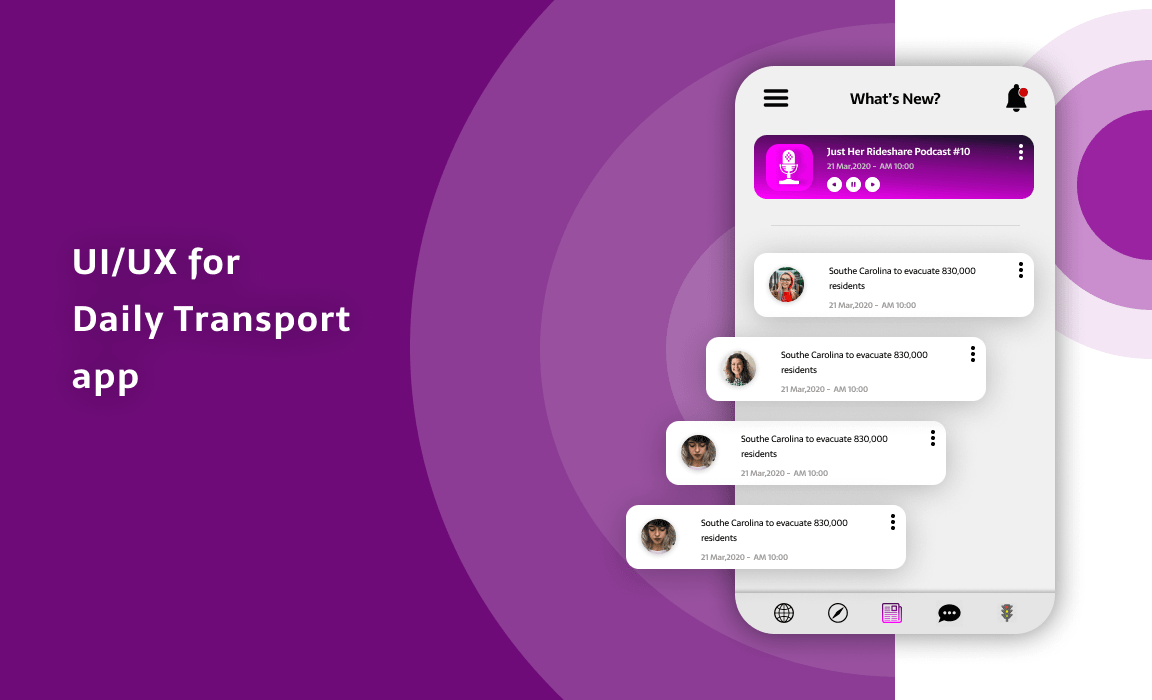 UI/UX for
Daily Transport
app
What's New?
Just Her Rideshare Podcast #10
21 Mar,2020 - AM 10:00
Southe Carolina to evacuate 830,000
residents
21 Mar,2020 - AM 10:00
Southe Carolina to evacuate 830,000
residents
21 Mar,2020 - AM 10:00
Southe Carolina to evacuate 830,000
residents
21 Mar,2020 - AM 10:00
Southe Carolina to evacuate 830,000
residents
21 Mar,2020 - AM 10:00